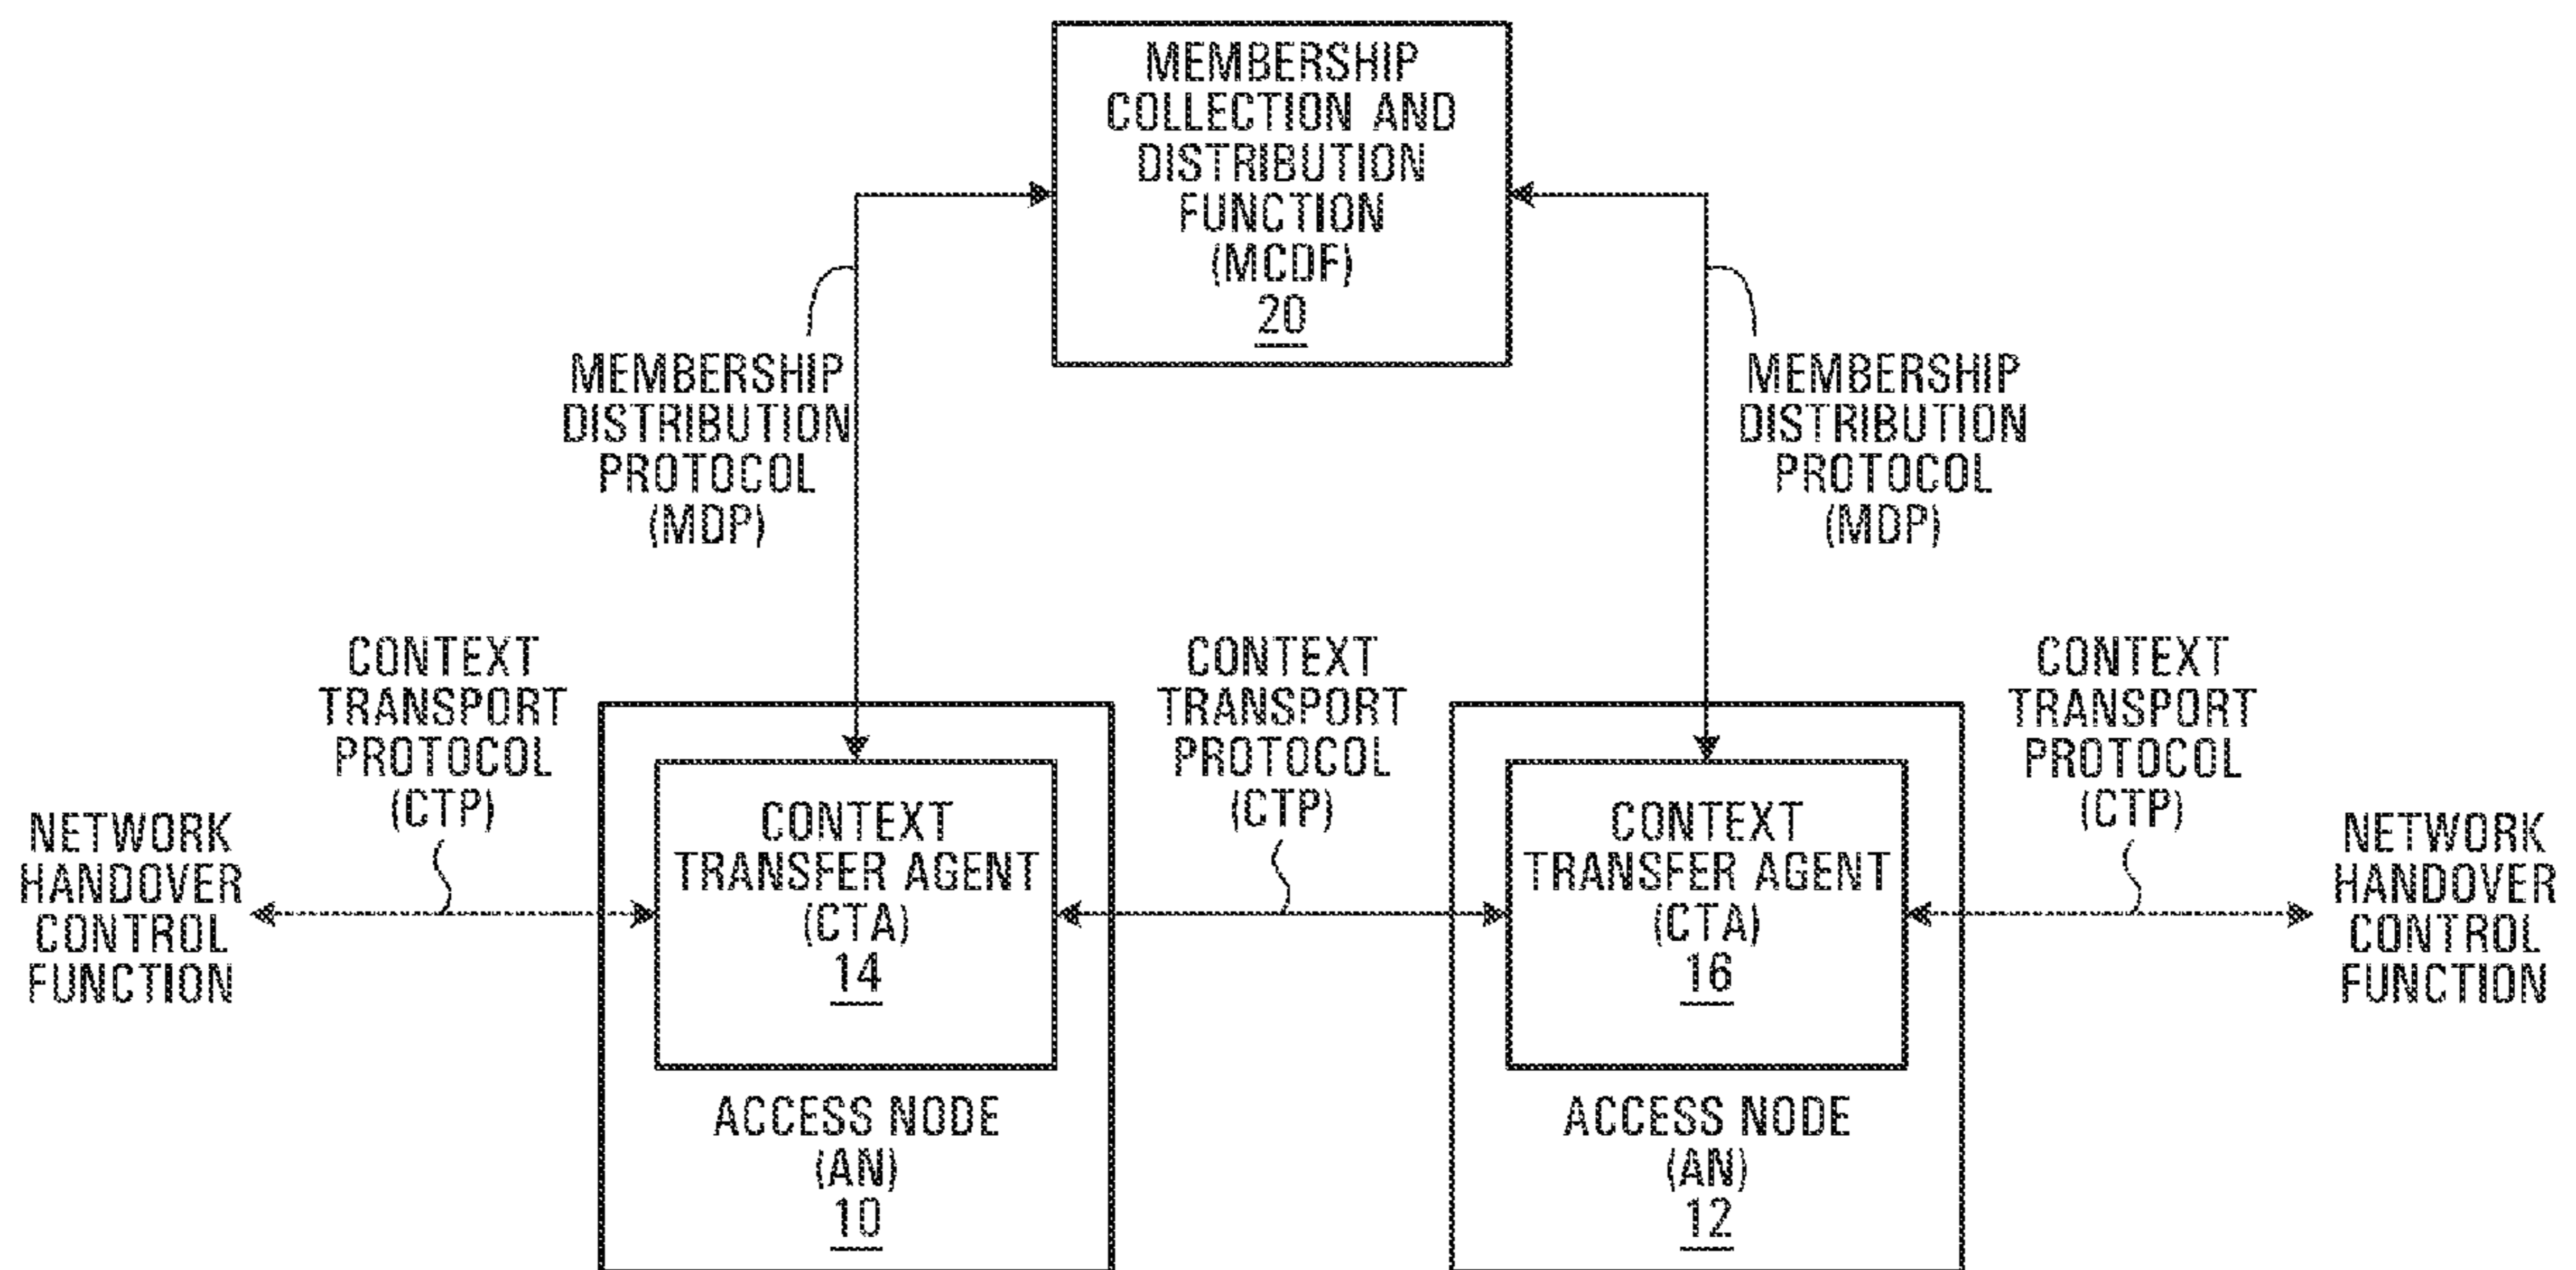 MEMBERSHIP
COLLECTION AND
DISTRIBUTION
FUNCTION
(MCDF)
20
MEMBERSHIP
DISTRIBUTION
PROTOCOL
(MDP)
MEMBERSHIP
DISTRIBUTION
PROTOCOL
(MDP)
CONTEXT
TRANSPORT
PROTOCOL
(CTP)
CONTEXT
TRANSPORT
PROTOCOL
(CTP)
CONTEXT
TRANSPORT
PROTOCOL
(CTP)
NETWORK
HANDOVER
CONTROL
FUNCTION
CONTEXT
TRANSFER AGENT
(CTA)
14
CONTEXT
TRANSFER AGENT
(CTA)
16
NETWORK
HANDOVER
CONTROL
FUNCTION
ACCESS NODE
(AN)
10
ACCESS NODE
(AN)
12